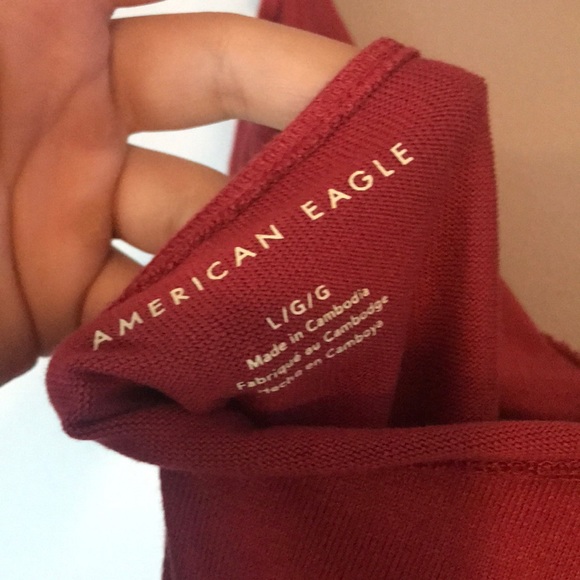 AMERICAN EAGLE
L/G/G
Made in Cambodia
Fabriqué au Cambodge
Hecho en Camboya